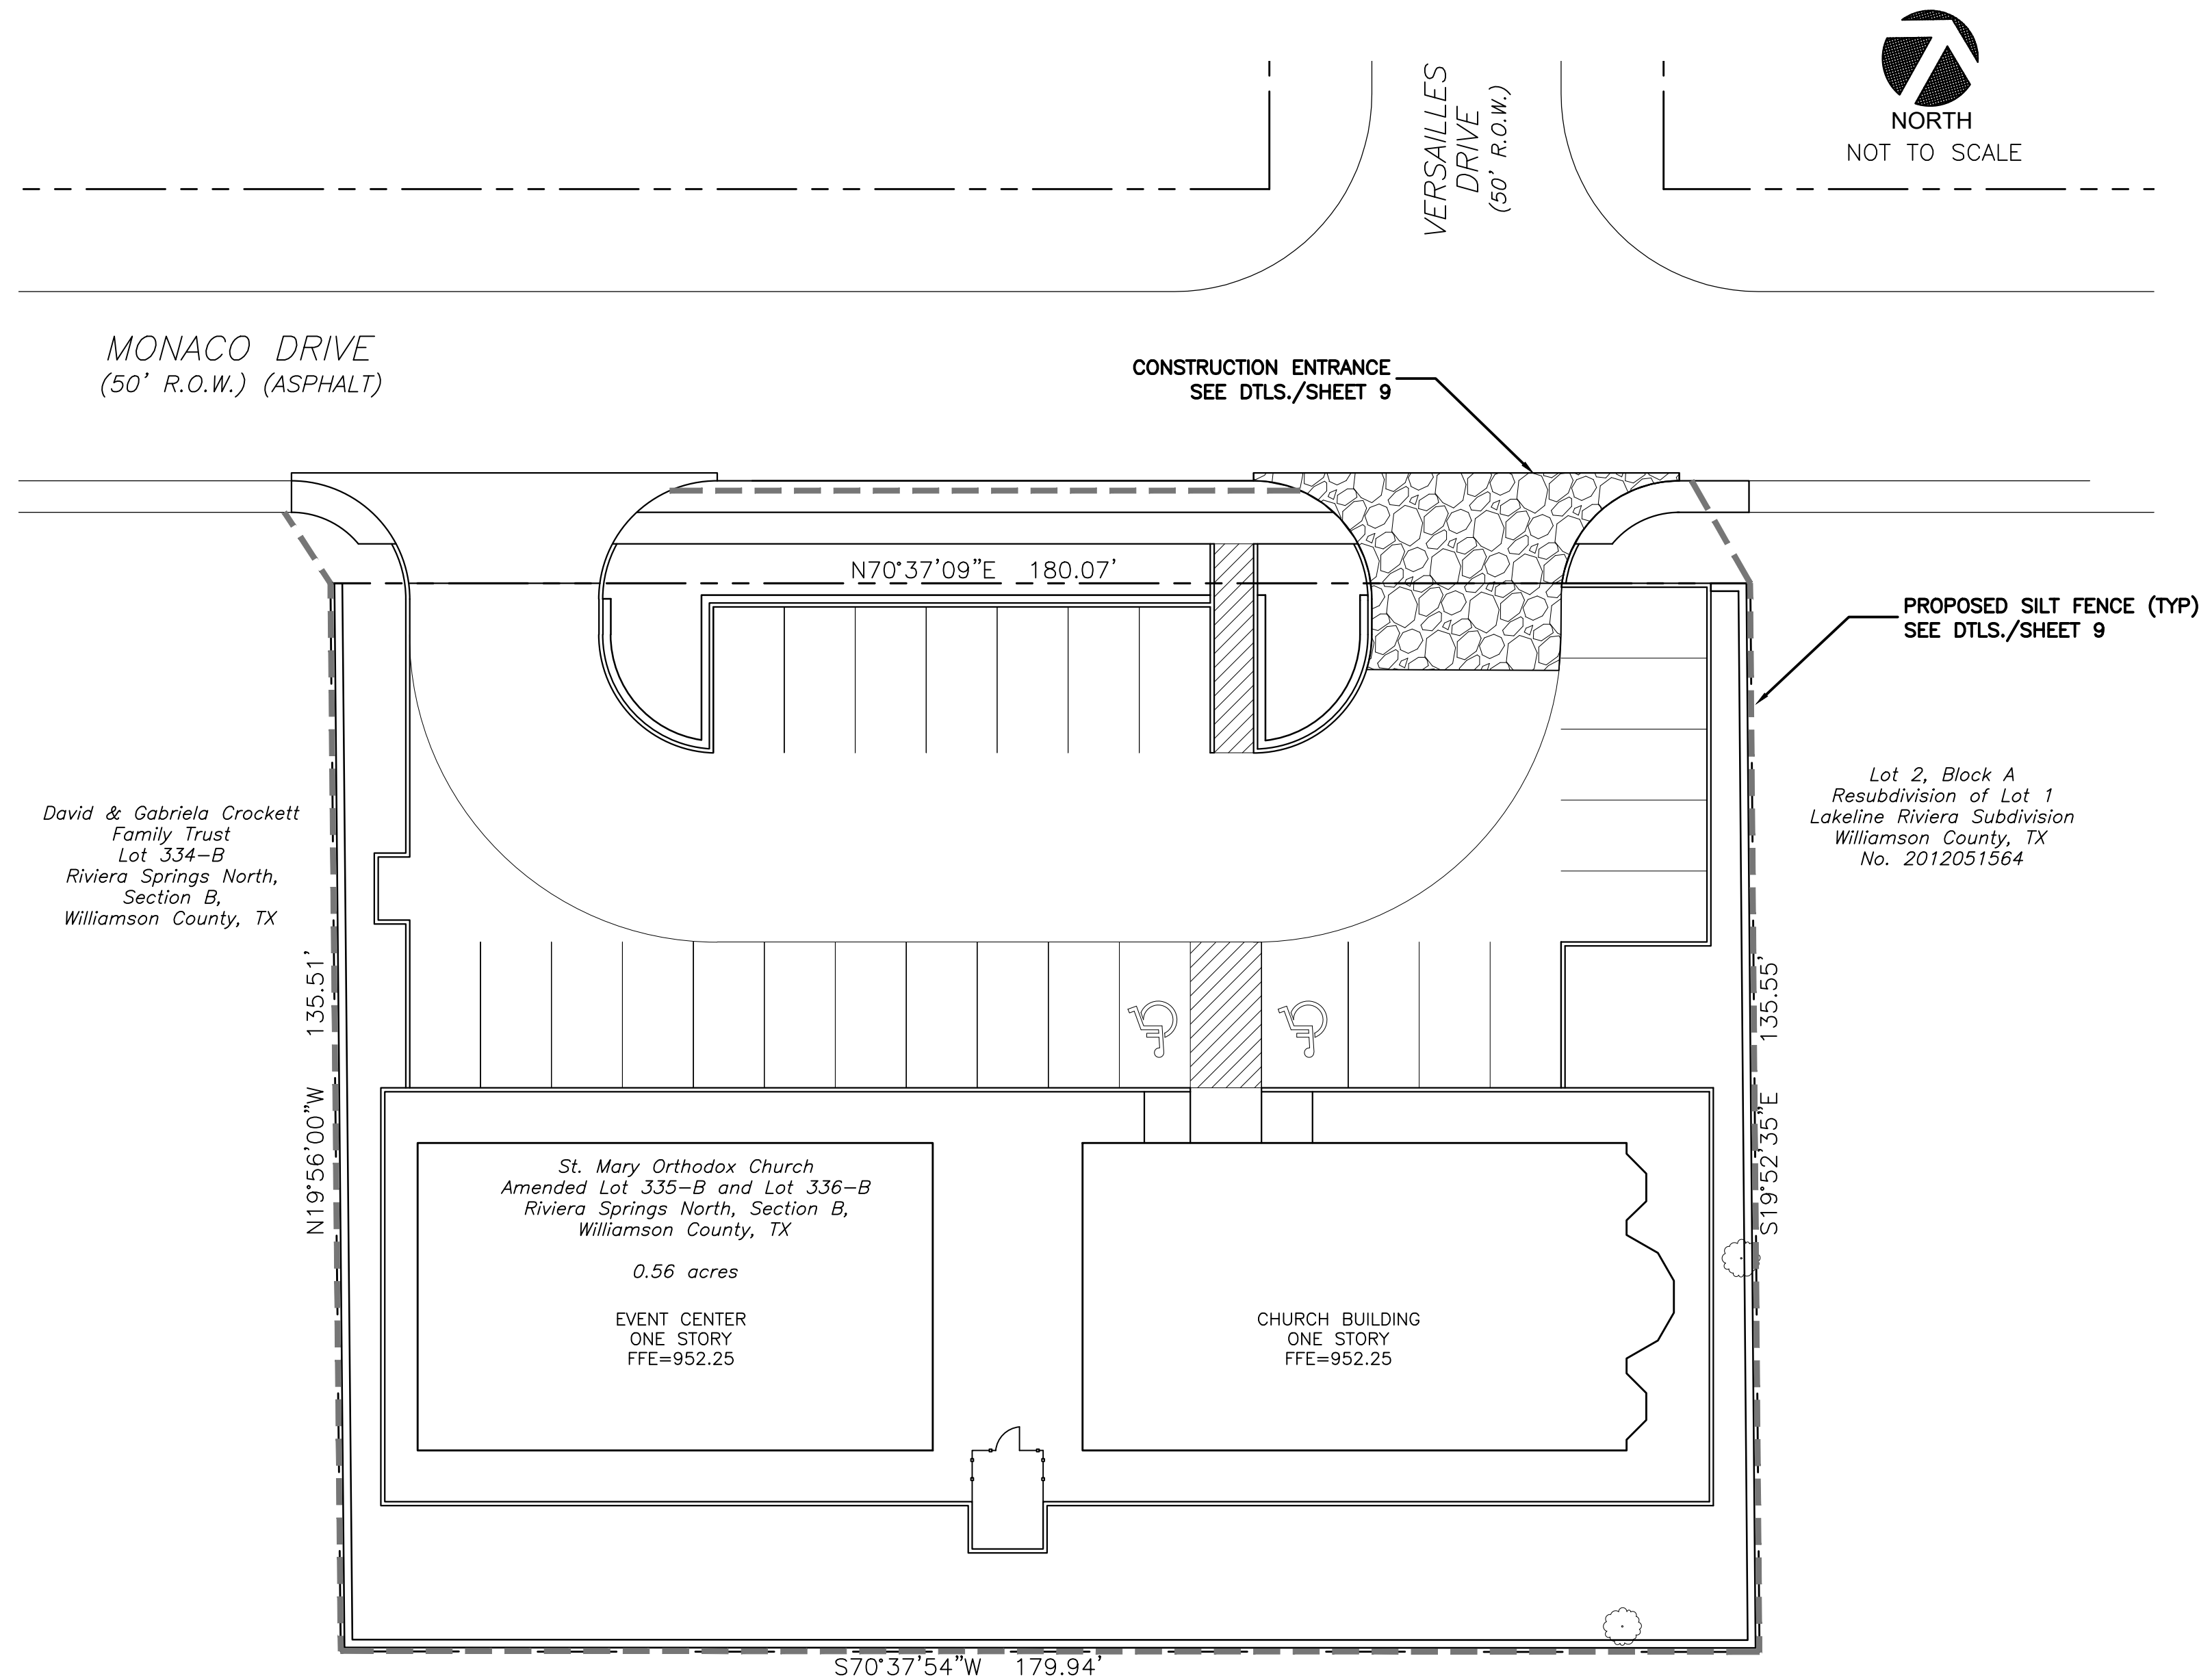 NORTH
NOT TO SCALE
VERSAILLES
DRIVE
(50' R.O.W.)
MONACO DRIVE
(50' R.O.W.) (ASPHALT)
CONSTRUCTION ENTRANCE
SEE DTLS./SHEET 9
N70°37'09"E 180.07'
PROPOSED SILT FENCE (TYP)
SEE DTLS./SHEET 9
David & Gabriela Crockett
Family Trust
Lot 334-B
Riviera Springs North,
Section B,
Williamson County, TX
Lot 2, Block A
Resubdivision of Lot 1
Lakeline Riviera Subdivision
Williamson County, TX
No. 2012051564
N19°56'00"W 135.51'
S19°52'35"E 135.55'
St. Mary Orthodox Church
Amended Lot 335-B and Lot 336-B
Riviera Springs North, Section B,
Williamson County, TX
0.56 acres
EVENT CENTER
ONE STORY
FFE=952.25
CHURCH BUILDING
ONE STORY
FFE=952.25
S70°37'54"W 179.94'